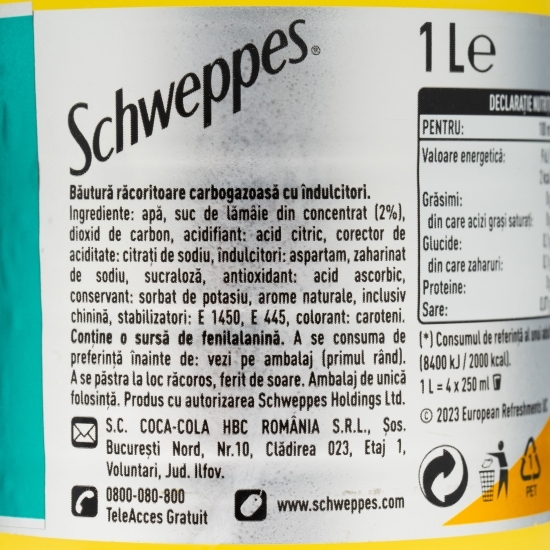 Schweppes®
Băutură răcoritoare carbogazoasă cu îndulcitori.
Ingrediente: apă, suc de lămâie din concentrat (2%),
dioxid de carbon, acidifiant: acid citric, corector de
aciditate: citrați de sodiu, îndulcitori: aspartam, zaharinat
de sodiu, sucraloză, antioxidant: acid ascorbic,
conservant: sorbat de potasiu, arome naturale, inclusiv
chinină, stabilizatori: E 1450, E 445, colorant: caroteni.
Conține o sursă de fenilalanină. A se consuma de
preferință înainte de: vezi pe ambalaj (primul rând).
A se păstra la loc răcoros, ferit de soare. Ambalaj de unică
folosință. Produs cu autorizarea Schweppes Holdings Ltd.
S.C. COCA-COLA HBC ROMÂNIA S.R.L., Șos.
București Nord, Nr.10, Clădirea 023, Etaj 1,
Voluntari, Jud. Ilfov.
0800-080-800
TeleAcces Gratuit
www.schweppes.com
1 L e
DECLARAȚIE
PENTRU:
Valoare energetică:
Grăsimi:
din care acizi grași saturați:
Glucide:
din care zaharuri:
Proteine:
Sare:
(*) Consumul de referință al unui
(8400 kJ / 2000 kcal).
1 L = 4 x 250 ml
© 2023 European Refreshments UC
1
PET